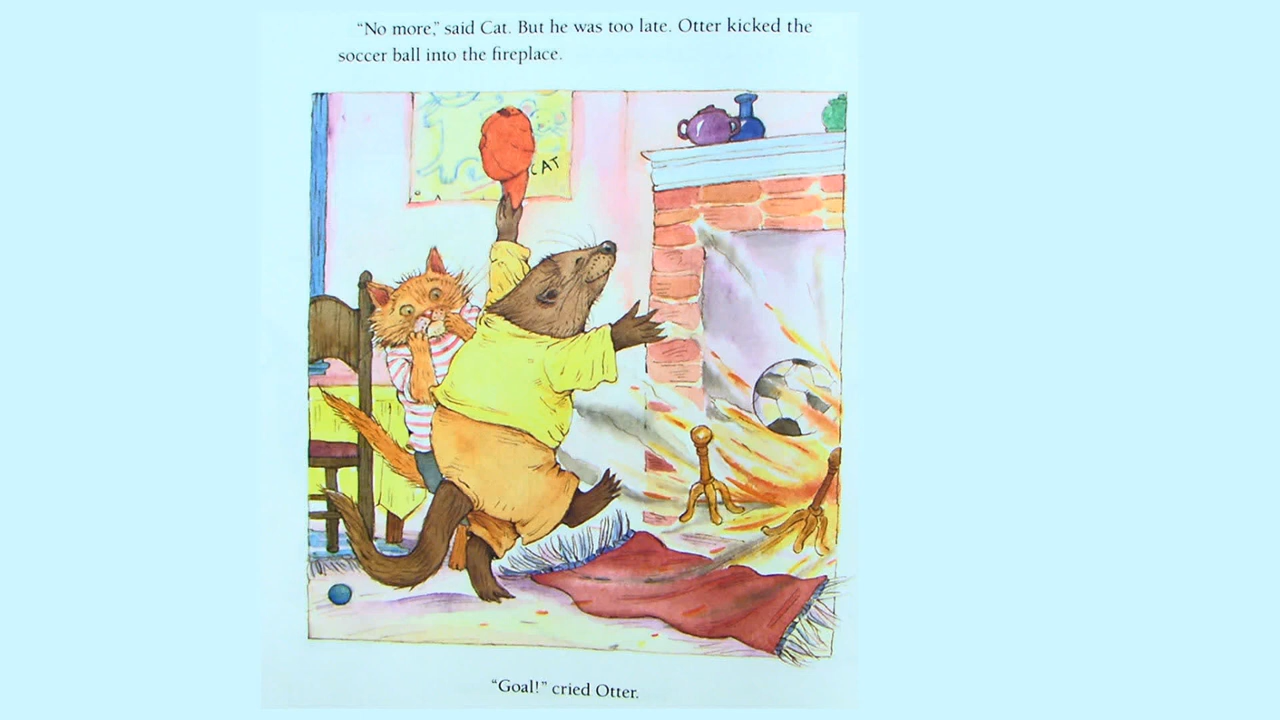 “No more,” said Cat. But he was too late. Otter kicked the
soccer ball into the fireplace.
CAT
“Goal!” cried Otter.